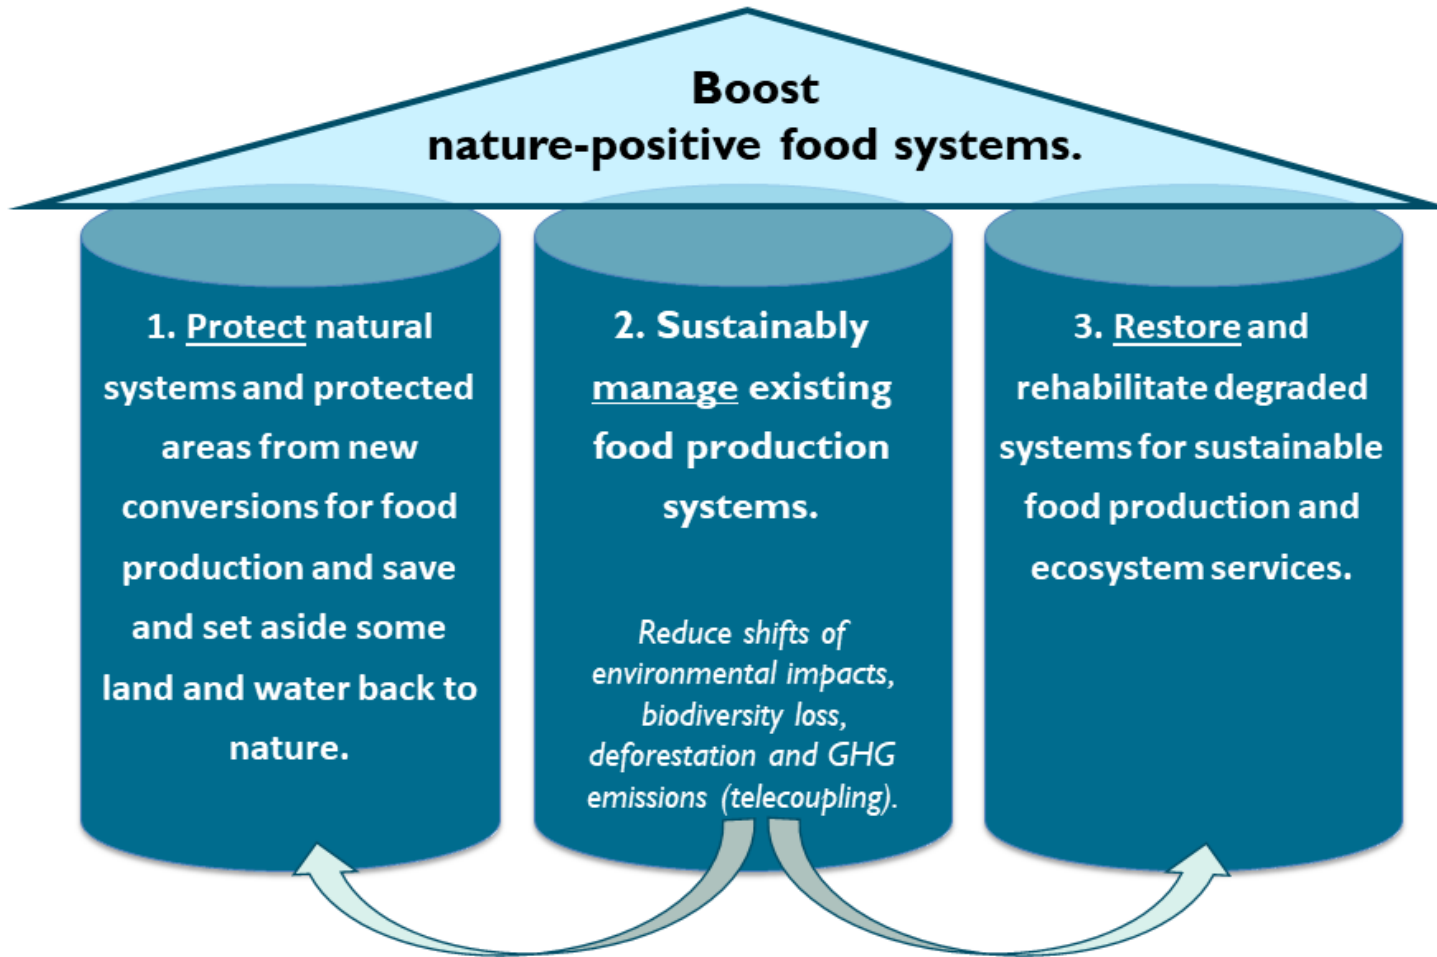 Boost
nature-positive food systems.
1. Protect natural
systems and protected
areas from new
conversions for food
production and save
and set aside some
land and water back to
nature.
2. Sustainably
manage existing
food production
systems.
Reduce shifts of
environmental impacts,
biodiversity loss,
deforestation and GHG
emissions (telecoupling).
3. Restore and
rehabilitate degraded
systems for sustainable
food production and
ecosystem services.